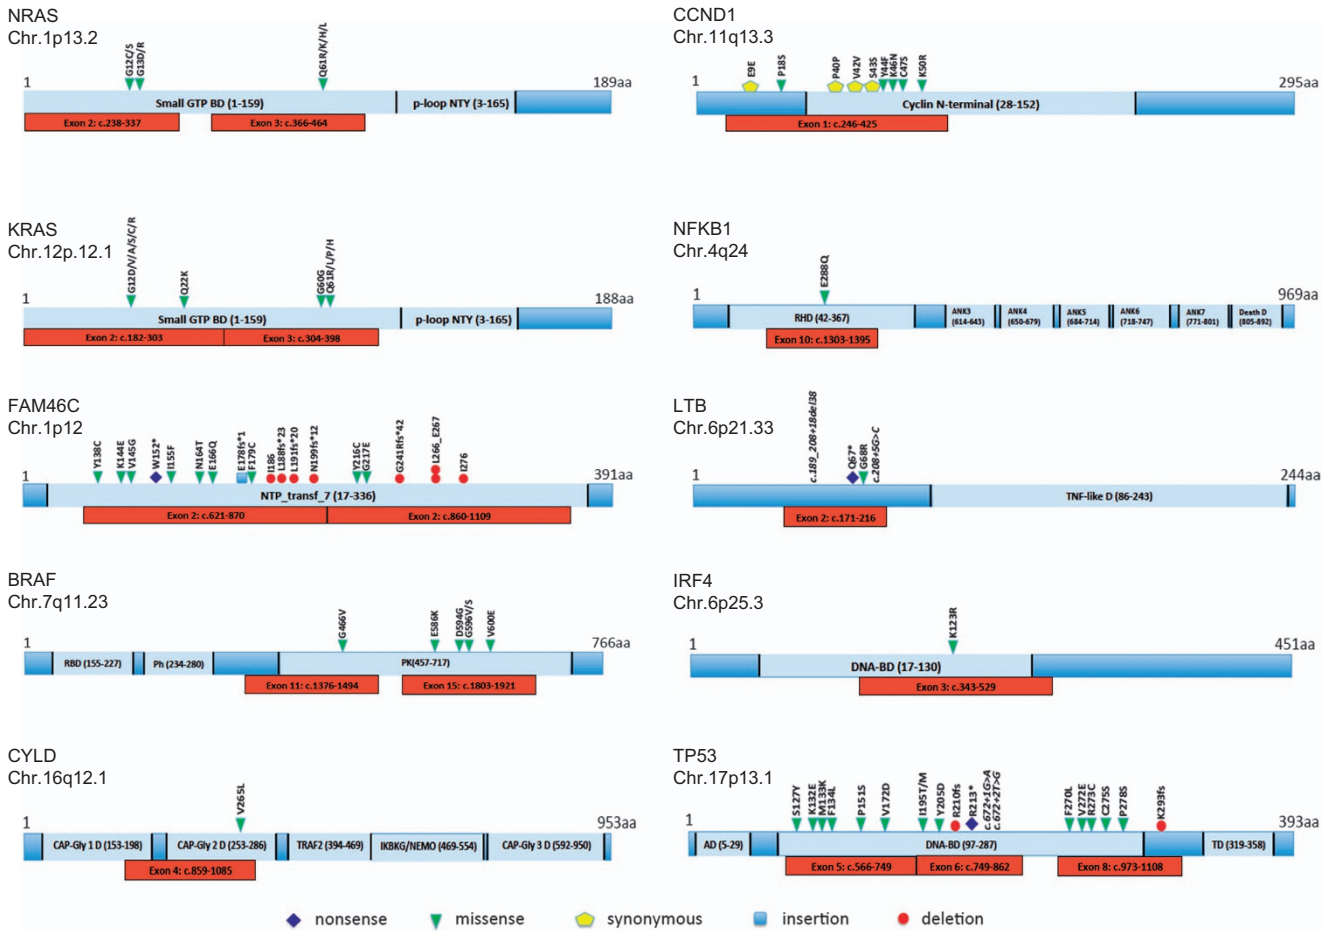 NRAS
Chr.1p13.2
G12C/S
G13D/R
Q61R/K/H/L
1
189aa
Small GTP BD (1-159)
p-loop NTY (3-165)
Exon 2: c.238-337
Exon 3: c.366-464
KRAS
Chr.12p.12.1
G12D/V/A/S/C/R
Q22K
G60G
Q61R/L/P/H
1
188aa
Small GTP BD (1-159)
p-loop NTY (3-165)
Exon 2: c.182-303
Exon 3: c.304-398
FAM46C
Chr.1p12
Y138C
K144E
V145G
W152*
I155F
N164T
E166Q
E178fs*1
F179C
I186
L188fs*23
L191fs*20
N199fs*12
Y216C
G217E
G241Rfs*42
L266_E267
I276
1
391aa
NTP_transf_7 (17-336)
Exon 2: c.621-870
Exon 2: c.860-1109
BRAF
Chr.7q11.23
G466V
E586K
D594G
G596V/S
V600E
1
766aa
RBD (155-227)
Ph (234-280)
PK(457-717)
Exon 11: c.1376-1494
Exon 15: c.1803-1921
CYLD
Chr.16q12.1
V265L
1
953aa
CAP-Gly 1 D (153-198)
CAP-Gly 2 D (253-286)
TRAF2 (394-469)
IKBKG/NEMO (469-554)
CAP-Gly 3 D (592-950)
Exon 4: c.859-1085
CCND1
Chr.11q13.3
E9E
P18S
P40P
V42V
S43S
Y44F
K46N
C47S
K50R
1
295aa
Cyclin N-terminal (28-152)
Exon 1: c.246-425
NFKB1
Chr.4q24
E288Q
1
969aa
RHD (42-367)
ANK3
(614-643)
ANK4
(650-679)
ANK5
(684-714)
ANK6
(718-747)
ANK7
(771-801)
Death D
(805-892)
Exon 10: c.1303-1395
LTB
Chr.6p21.33
c.189_208+18del38
Q67*
G68R
c.208+5G>C
1
244aa
TNF-like D (86-243)
Exon 2: c.171-216
IRF4
Chr.6p25.3
K123R
1
451aa
DNA-BD (17-130)
Exon 3: c.343-529
TP53
Chr.17p13.1
S127Y
K132E
M133K
F134L
P151S
V172D
I195T/M
Y205D
R210fs
R213*
c.672+1G>A
c.672+2T>G
F270L
V272E
R273C
C275S
P278S
K293fs
1
393aa
AD (5-29)
DNA-BD (97-287)
TD (319-358)
Exon 5: c.566-749
Exon 6: c.749-862
Exon 8: c.973-1108
nonsense
missense
synonymous
insertion
deletion